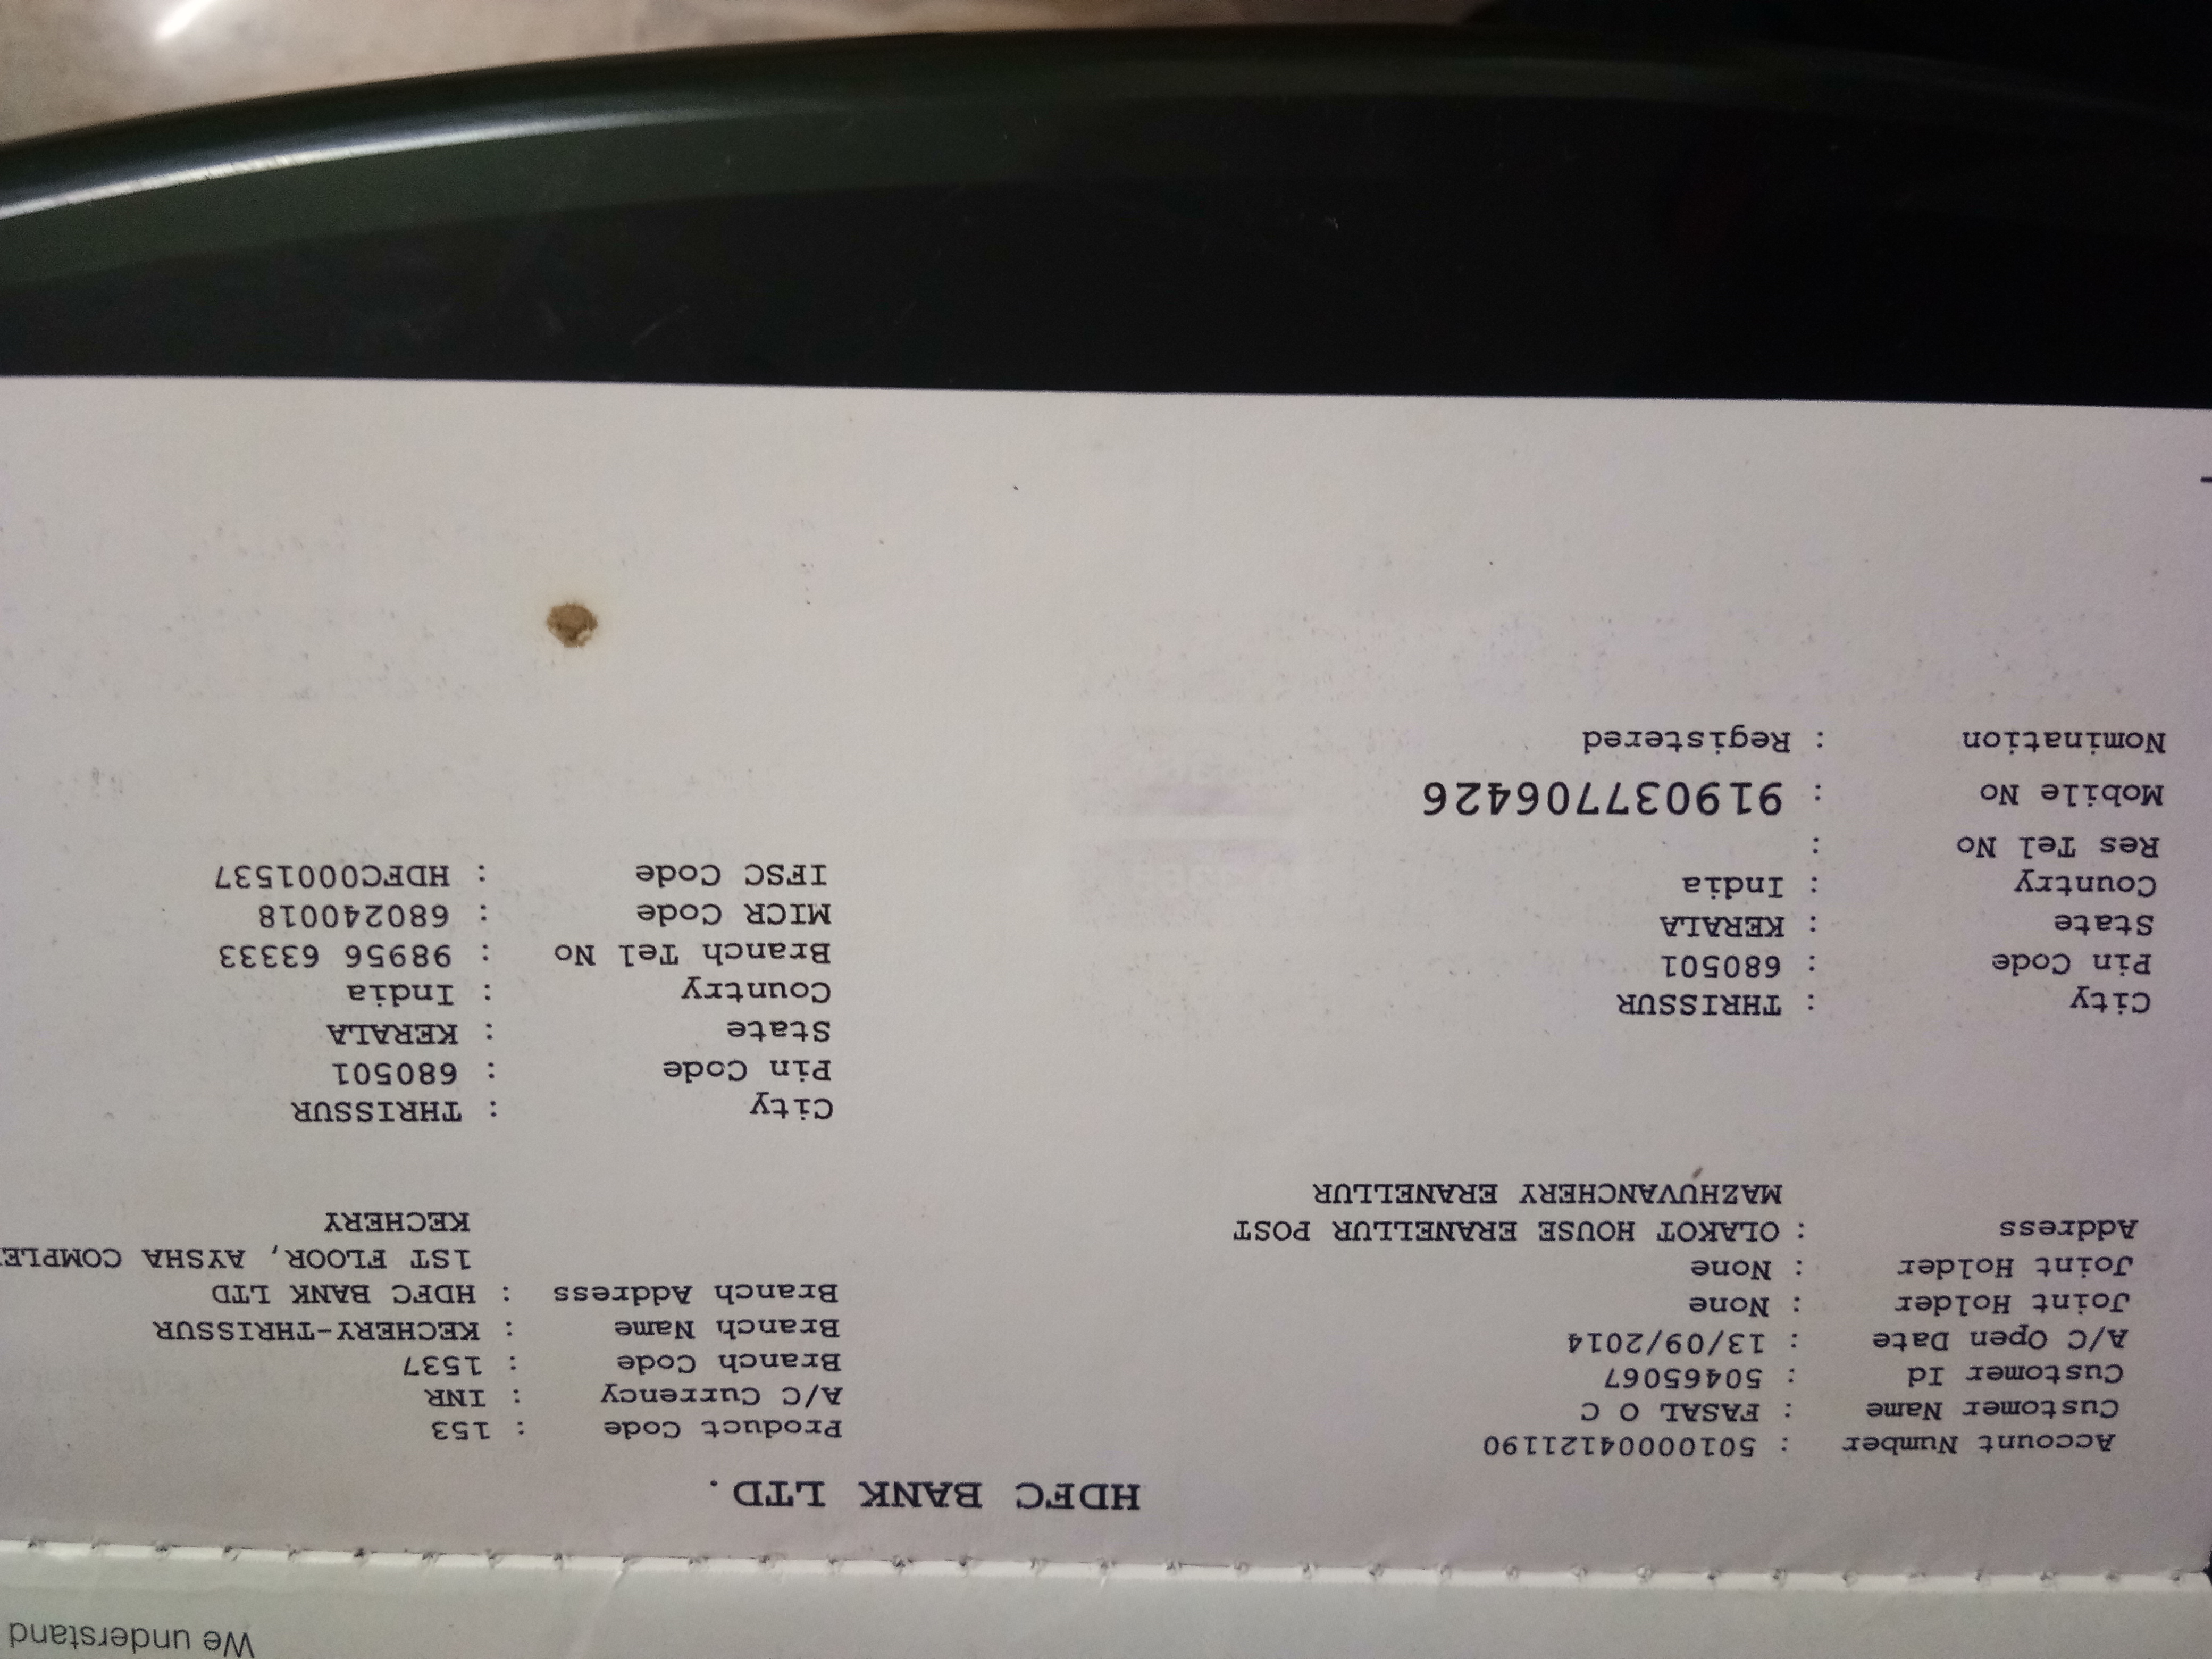 We understand
HDFC BANK LTD.
Account Number : 50100041211190
Customer Name : FASAL O C
Customer Id : 50465067
A/C Open Date : 13/09/2014
Joint Holder : None
Joint Holder : None
Address : OLAKOT HOUSE ERANELLUR POST
MAZHUVANCHERY ERANELLUR
City : THRISSUR
Pin Code : 680501
State : KERALA
Country : India
Res Tel No :
Mobile No : 919037706426
Nomination : Registered
Product Code : 153
A/C Currency : INR
Branch Code : 1537
Branch Name : KECHERY-THRISSUR
Branch Address : HDFC BANK LTD
1ST FLOOR, AYSHA COMPLE
KECHERY
City : THRISSUR
Pin Code : 680501
State : KERALA
Country : India
Branch Tel No : 98956 63333
MICR Code : 680240018
IFSC Code : HDFC0001537